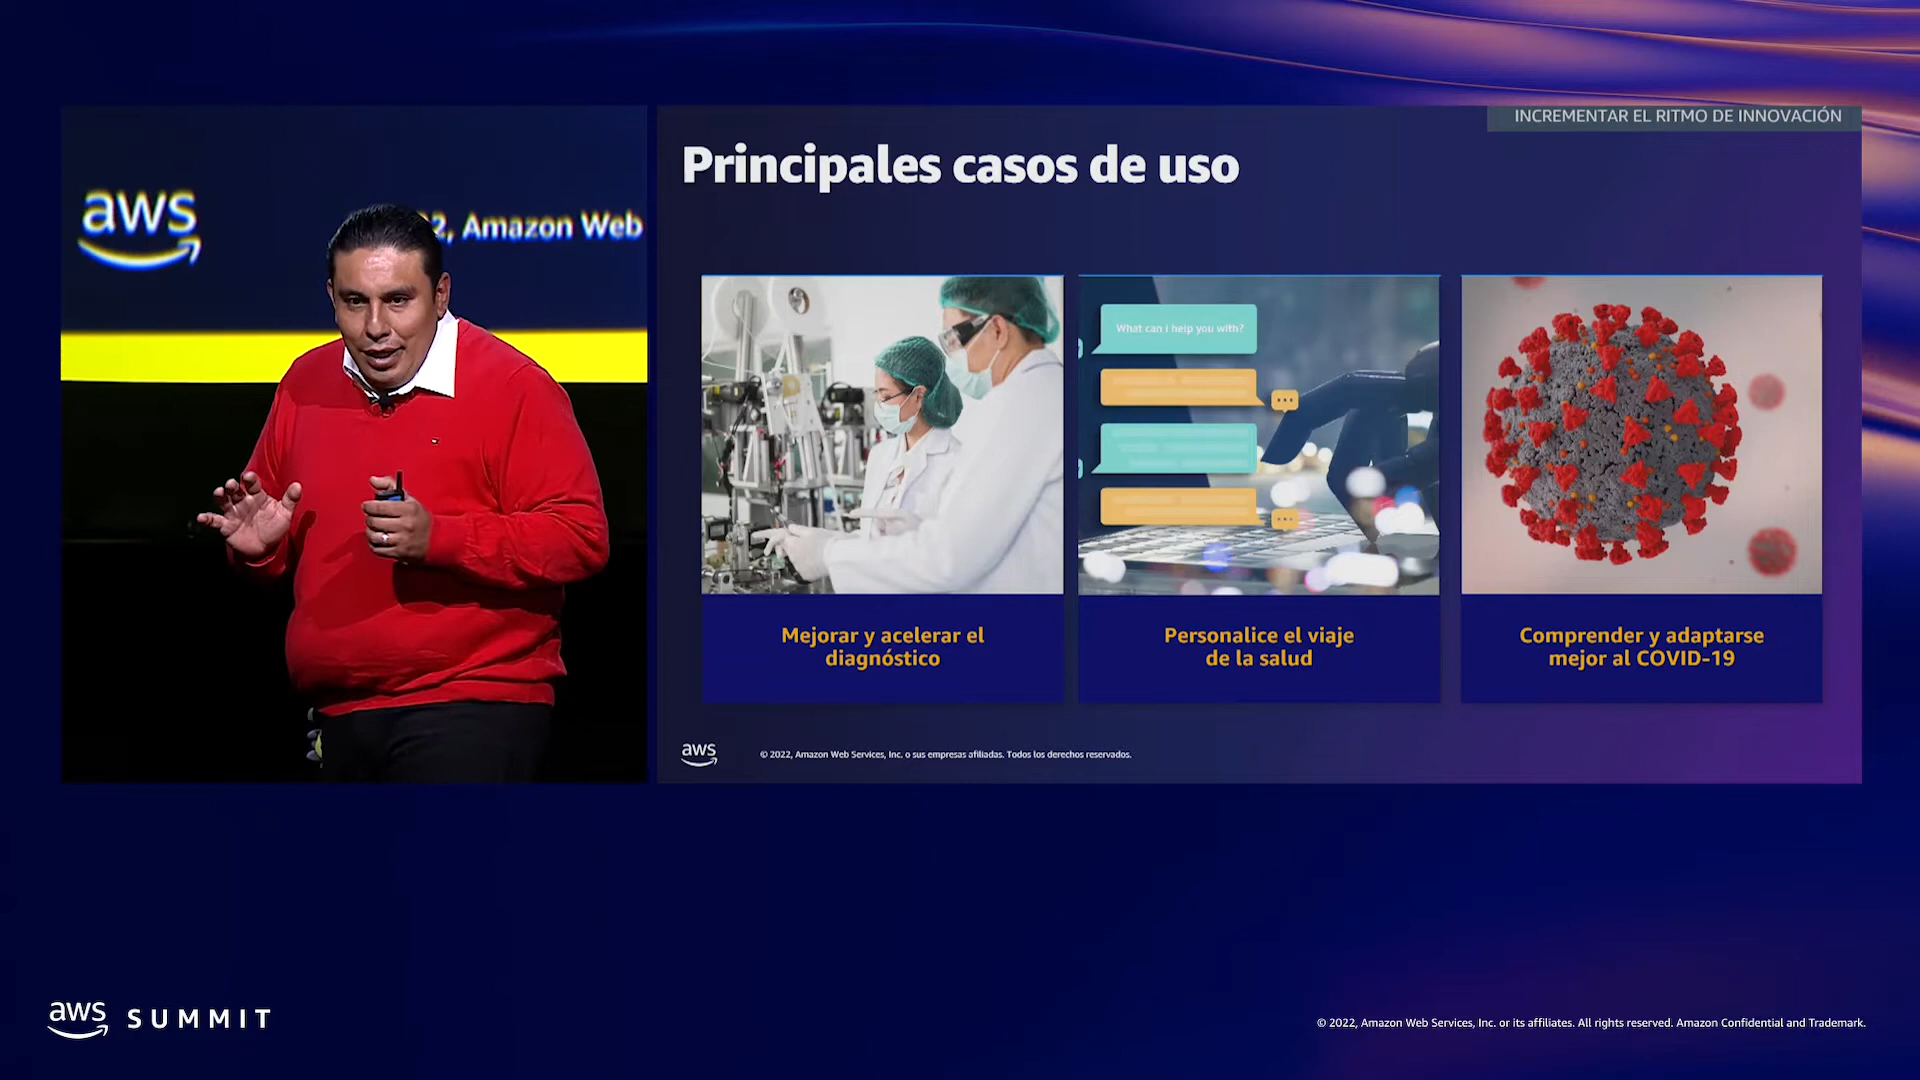 aws
2, Amazon Web
INCREMENTAR EL RITMO DE INNOVACIÓN
Principales casos de uso
What can i help you with?
Mejorar y acelerar el
diagnóstico
Personalice el viaje
de la salud
Comprender y adaptarse
mejor al COVID-19
aws
© 2022, Amazon Web Services, Inc. o sus empresas afiliadas. Todos los derechos reservados.
aws SUMMIT
© 2022, Amazon Web Services, Inc. or its affiliates. All rights reserved. Amazon Confidential and Trademark.